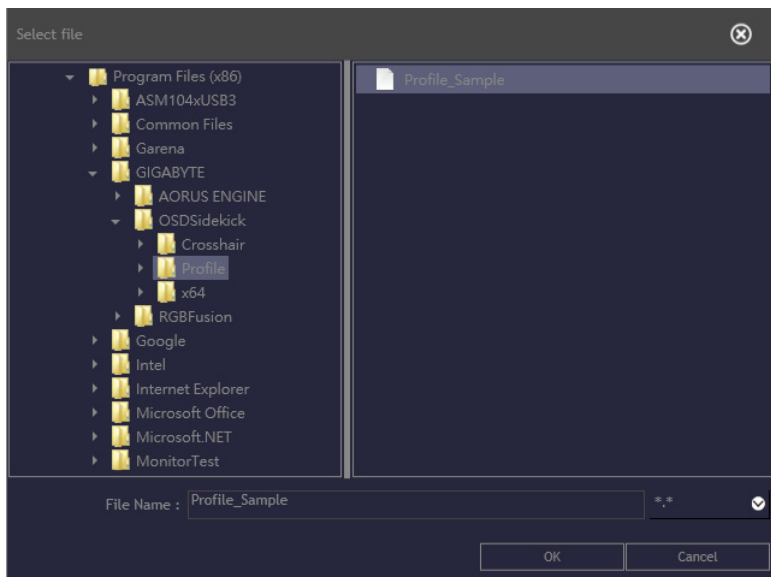 Select file
Program Files (x86)
ASM104xUSB3
Common Files
Garena
GIGABYTE
AORUS ENGINE
OSDSidekick
Crosshair
Profile
x64
RGBFusion
Google
Intel
Internet Explorer
Microsoft Office
Microsoft.NET
MonitorTest
Profile_Sample
File Name : Profile_Sample *.*
OK Cancel